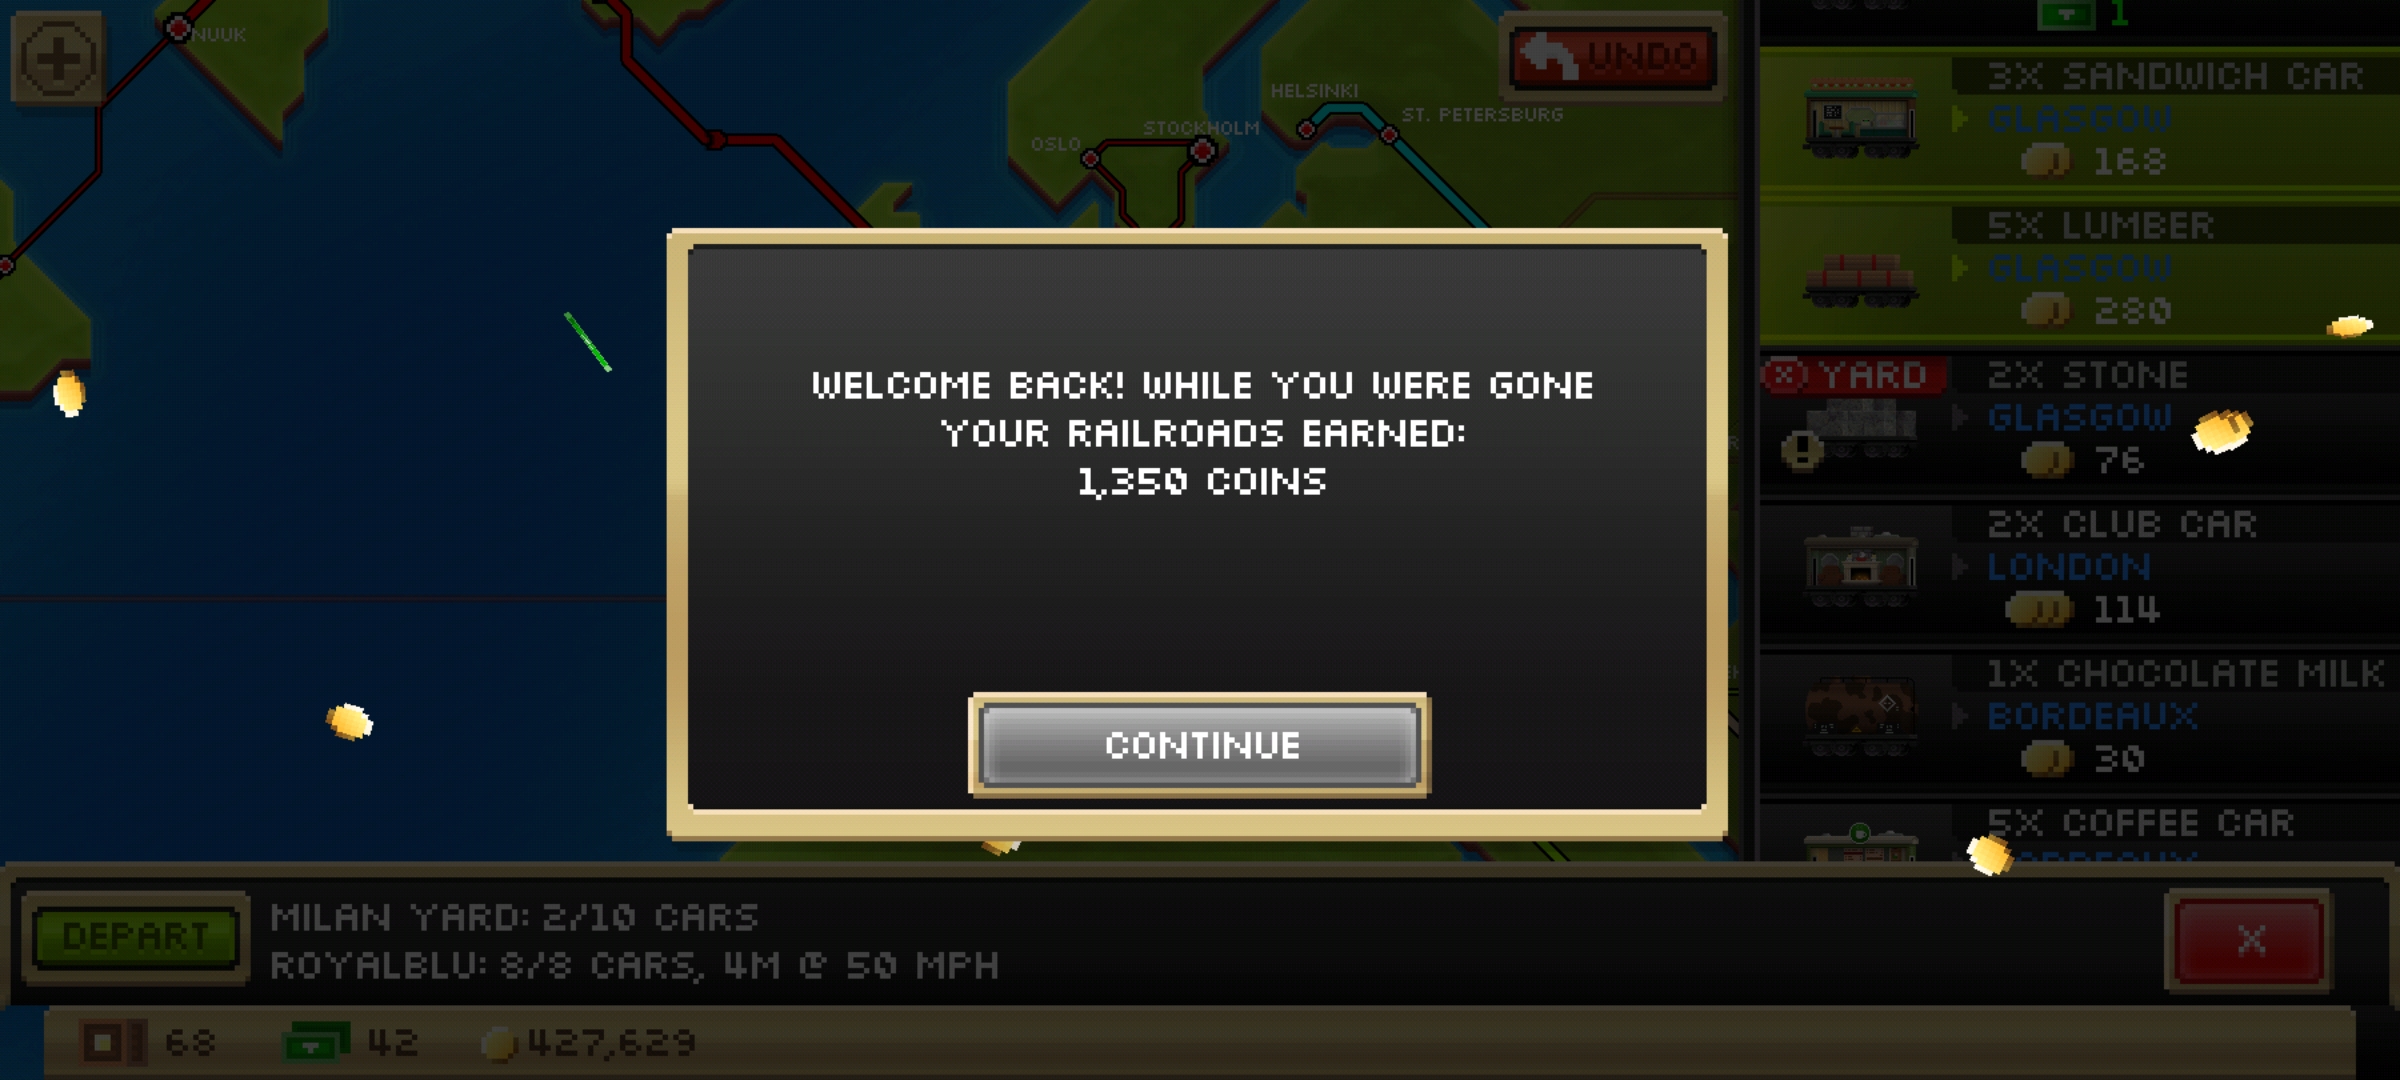 NUUK
OSLO
STOCKHOLM
HELSINKI
ST. PETERSBURG
UNDO
1
3X SANDWICH CAR
GLASGOW
168
5X LUMBER
GLASGOW
280
YARD
2X STONE
GLASGOW
76
2X CLUB CAR
LONDON
114
1X CHOCOLATE MILK
BORDEAUX
30
5X COFFEE CAR
BORDEAUX
WELCOME BACK! WHILE YOU WERE GONE
YOUR RAILROADS EARNED:
1,350 COINS
CONTINUE
DEPART
MILAN YARD: 2/10 CARS
ROYALBLU: 8/8 CARS, 4M @ 50 MPH
X
68
42
427,629